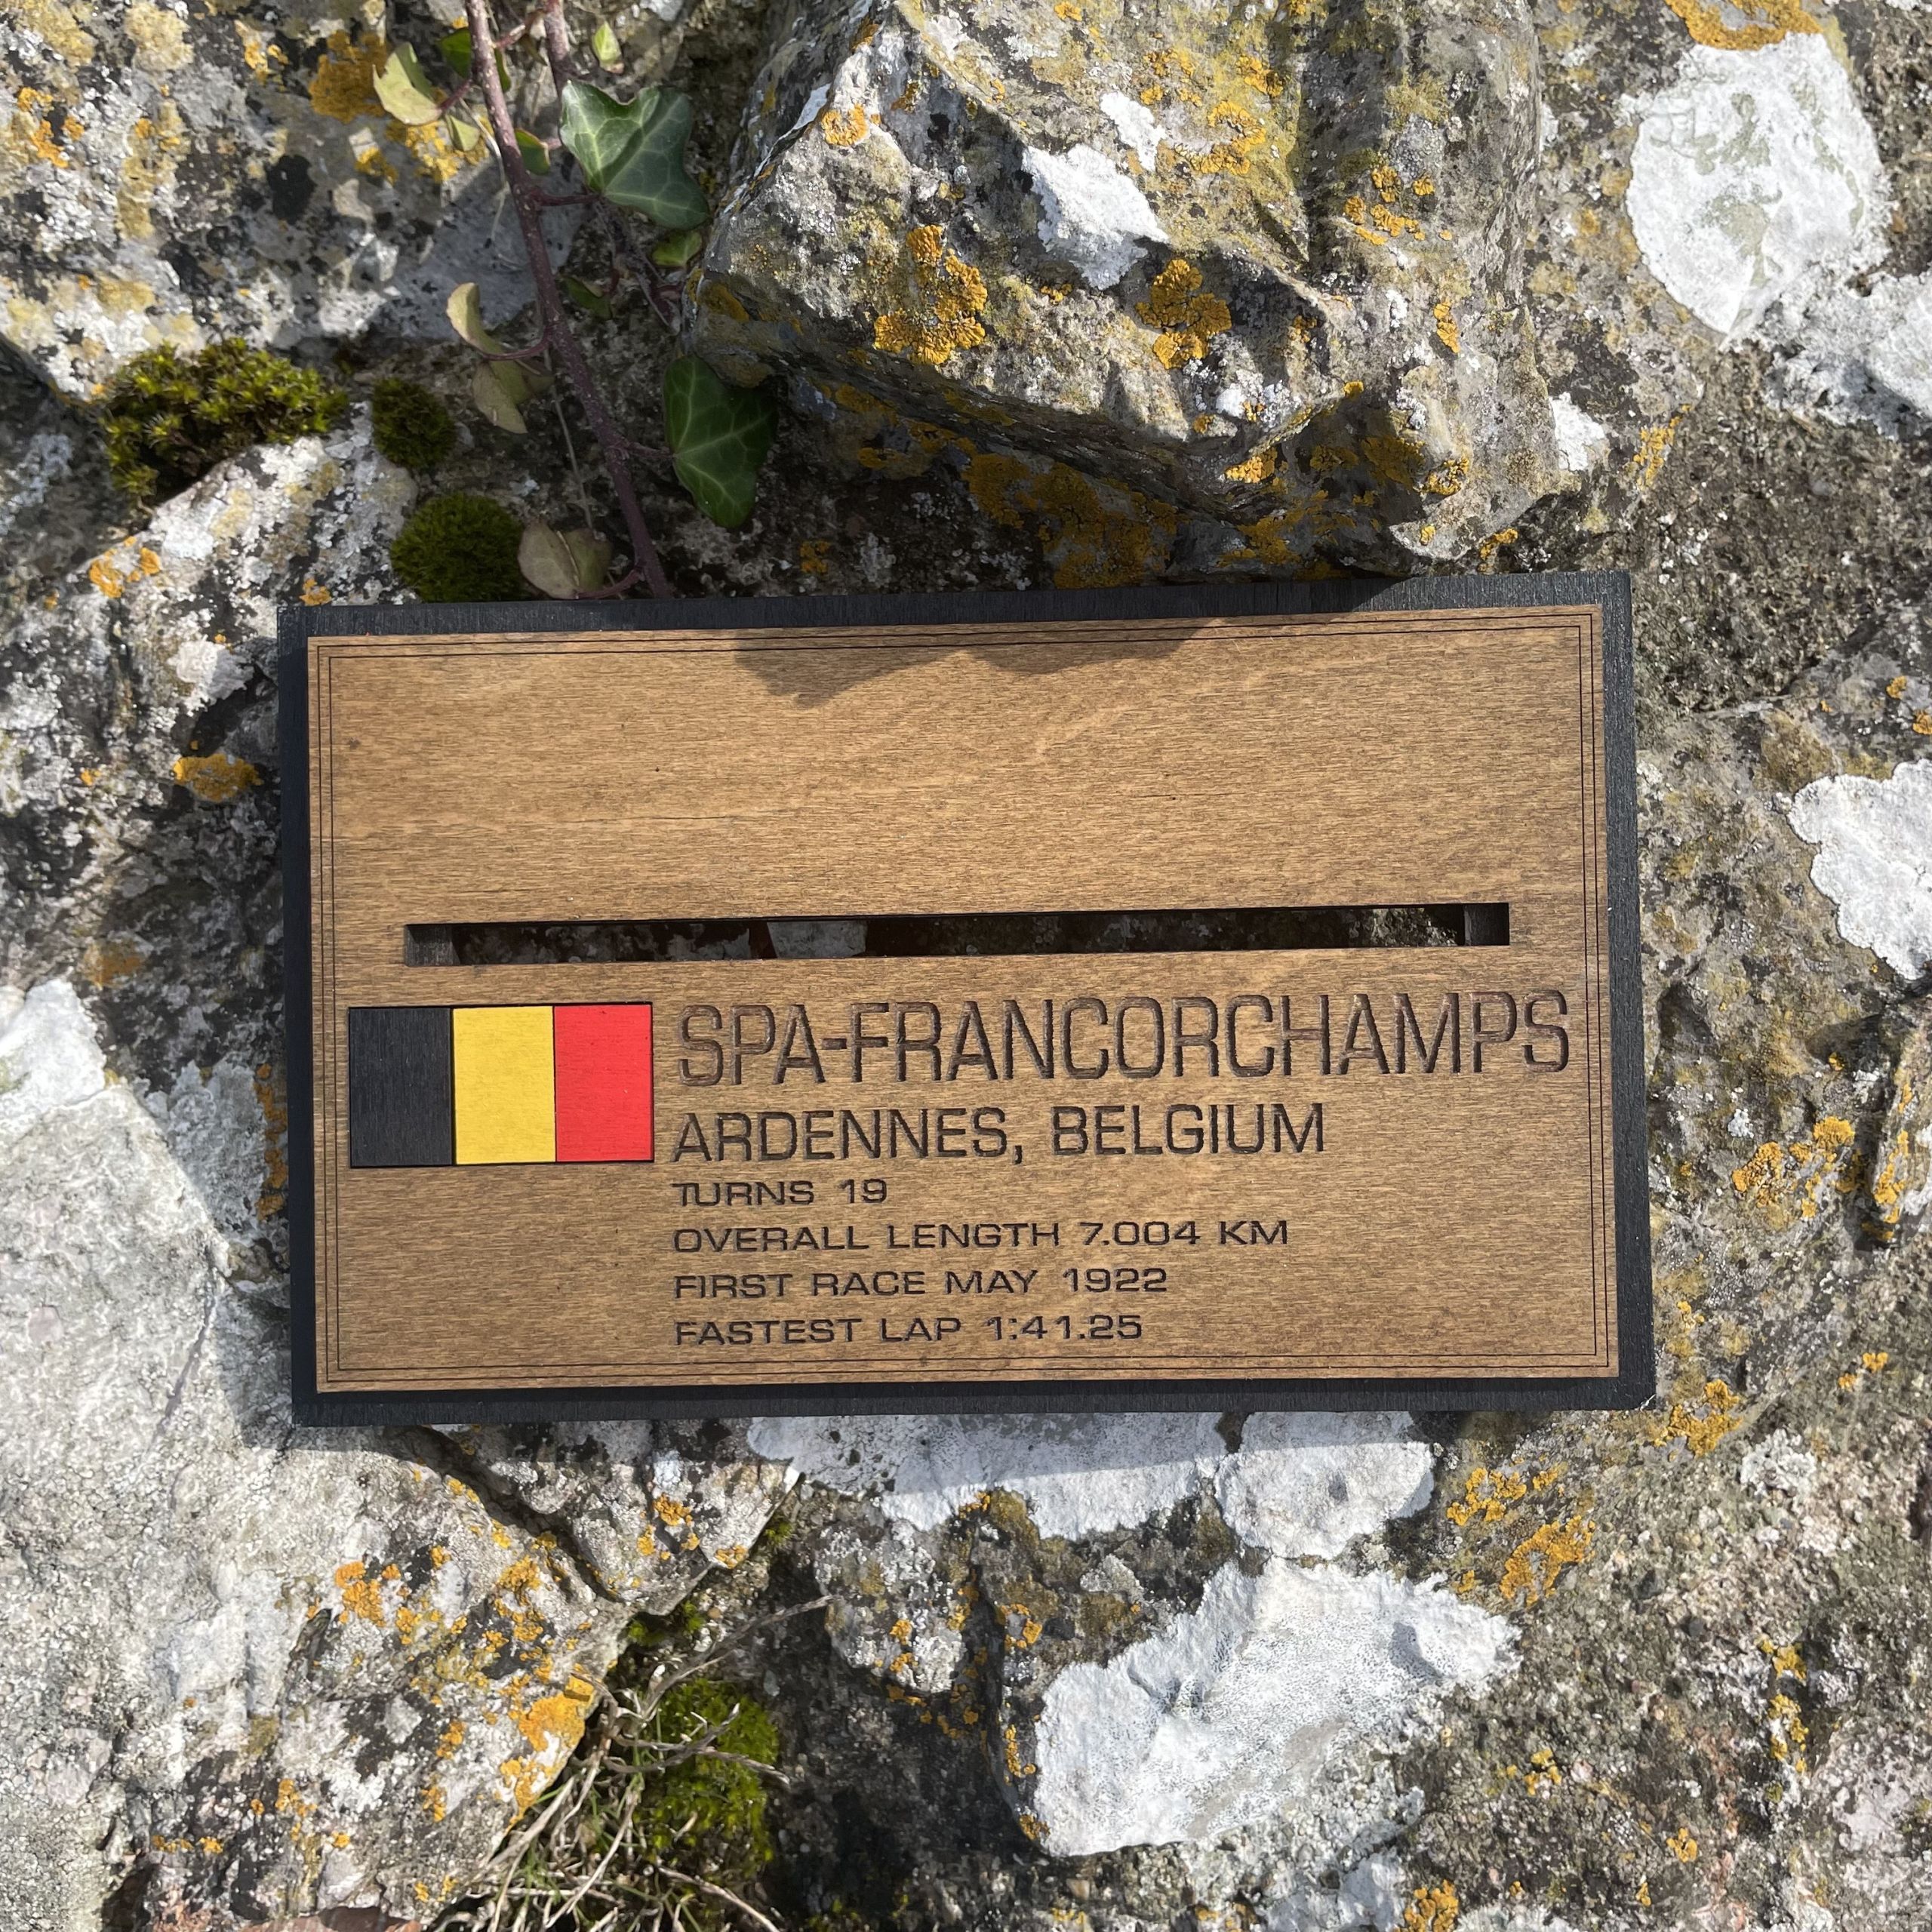 SPA-FRANCORCHAMPS
ARDENNES, BELGIUM
TURNS 19
OVERALL LENGTH 7.004 KM
FIRST RACE MAY 1922
FASTEST LAP 1:41.25